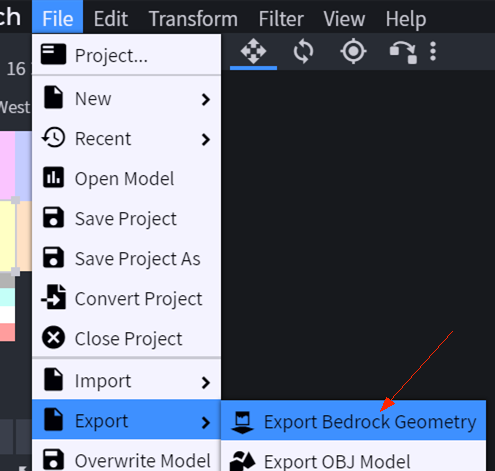 ch File Edit Transform Filter View Help
Project...
16
New
West
Recent
Open Model
Save Project
Save Project As
Convert Project
Close Project
Import
Export
Export Bedrock Geometry
Overwrite Model
Export OBJ Model